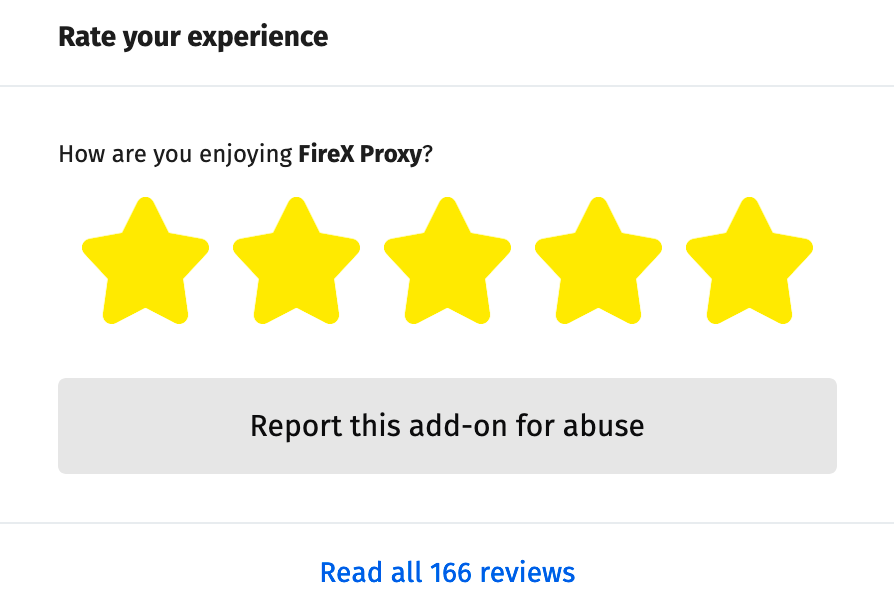 Rate your experience
How are you enjoying FireX Proxy?
Report this add-on for abuse
Read all 166 reviews